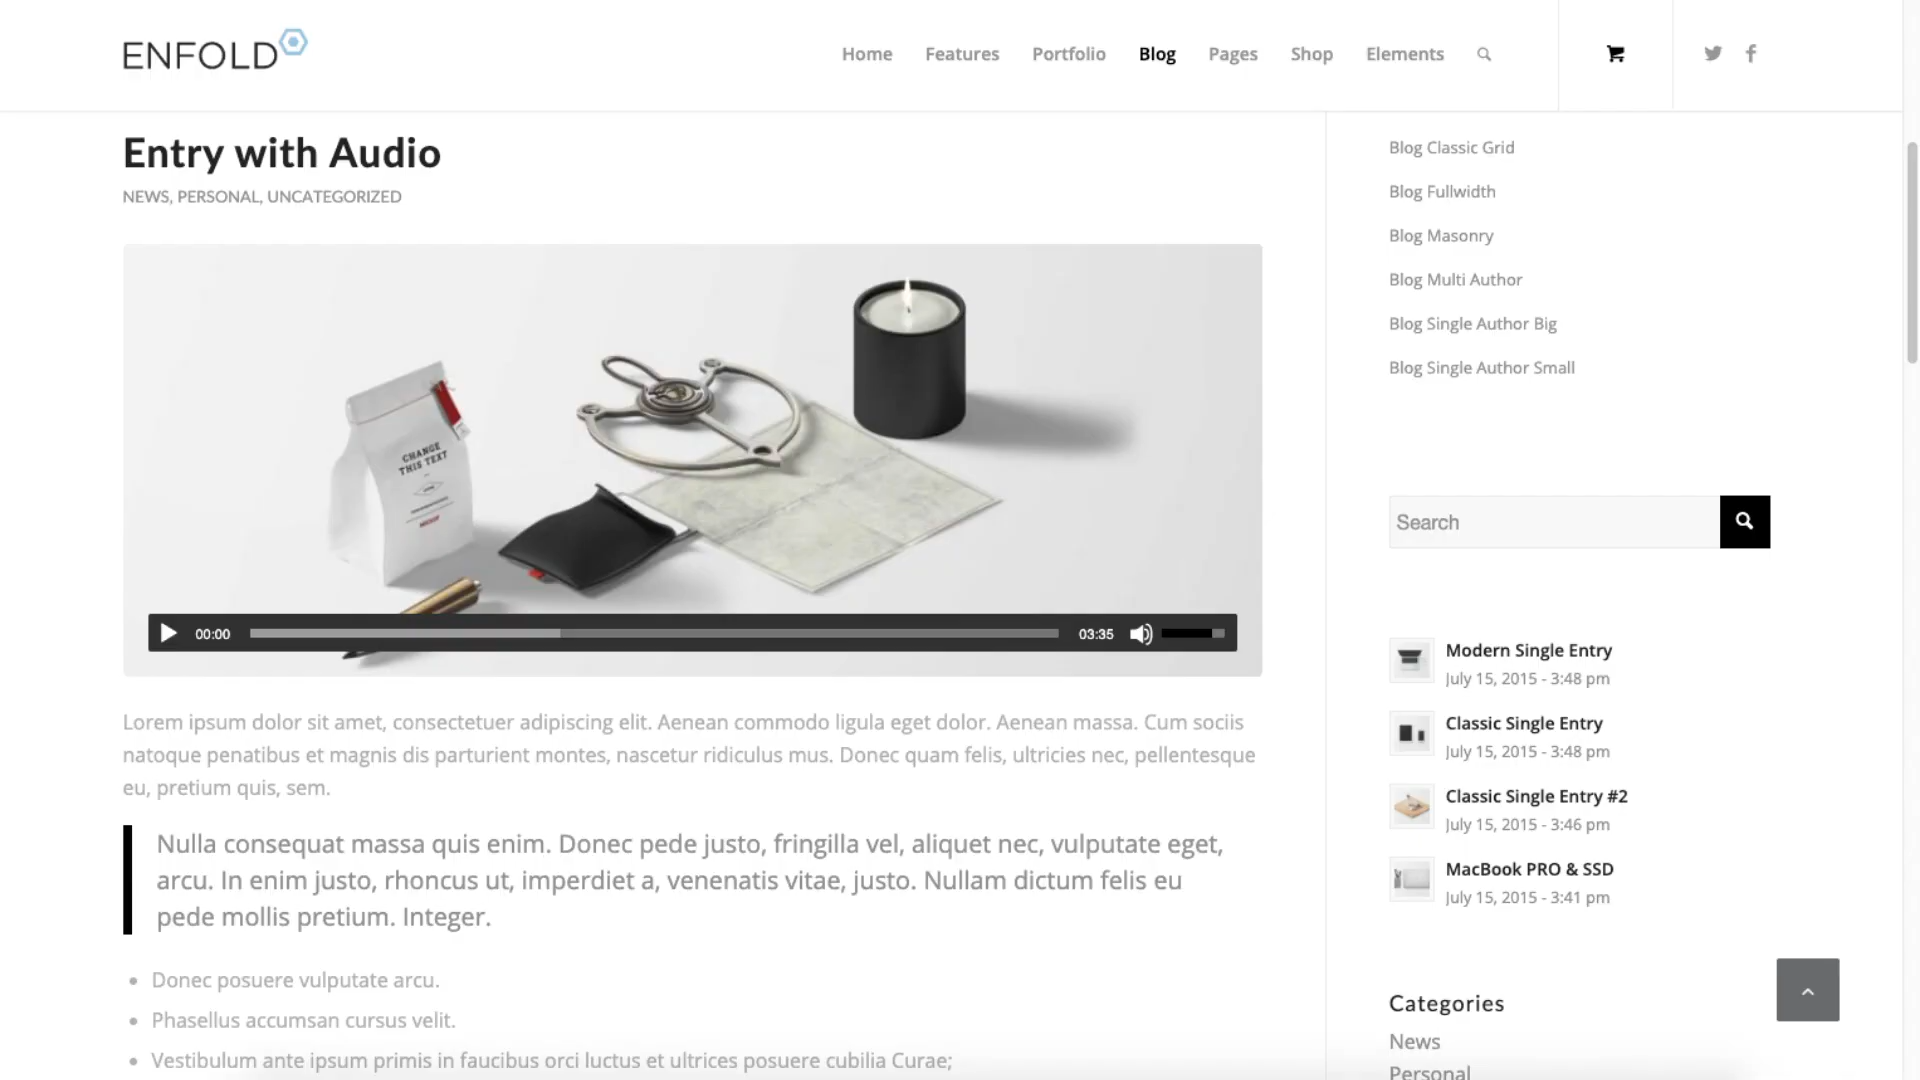 ENFOLD
Home Features Portfolio Blog Pages Shop Elements
Entry with Audio
NEWS, PERSONAL, UNCATEGORIZED
CHANGE
THIS TEXT
00:00 03:35
Lorem ipsum dolor sit amet, consectetuer adipiscing elit. Aenean commodo ligula eget dolor. Aenean massa. Cum sociis
natoque penatibus et magnis dis parturient montes, nascetur ridiculus mus. Donec quam felis, ultricies nec, pellentesque
eu, pretium quis, sem.
Nulla consequat massa quis enim. Donec pede justo, fringilla vel, aliquet nec, vulputate eget,
arcu. In enim justo, rhoncus ut, imperdiet a, venenatis vitae, justo. Nullam dictum felis eu
pede mollis pretium. Integer.
• Donec posuere vulputate arcu.
• Phasellus accumsan cursus velit.
• Vestibulum ante ipsum primis in faucibus orci luctus et ultrices posuere cubilia Curae;
Blog Classic Grid
Blog Fullwidth
Blog Masonry
Blog Multi Author
Blog Single Author Big
Blog Single Author Small
Search
Modern Single Entry
July 15, 2015 - 3:48 pm
Classic Single Entry
July 15, 2015 - 3:48 pm
Classic Single Entry #2
July 15, 2015 - 3:46 pm
MacBook PRO & SSD
July 15, 2015 - 3:41 pm
Categories
News
Personal